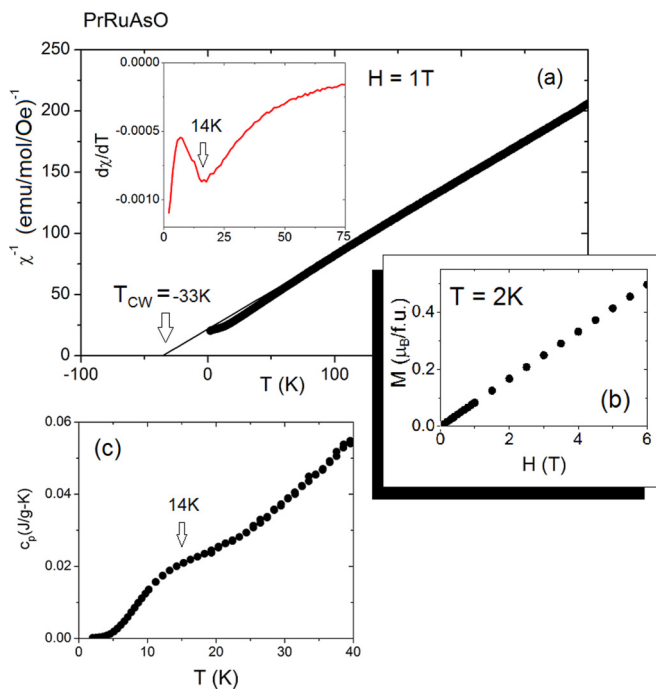 PrRuAsO
250
200
150
100
50
0
χ⁻¹ (emu/mol/Oe)⁻¹
-100
0
100
T (K)
(a)
H = 1T
T_CW = -33K
0.0000
-0.0005
-0.0010
dχ/dT
14K
0
25
50
75
T = 2K
0.4
0.2
0.0
M (μ_B/f.u.)
0
2
4
6
H (T)
(b)
(c)
0.06
0.04
0.02
0.00
c_p(J/g-K)
14K
0
10
20
30
40
T (K)